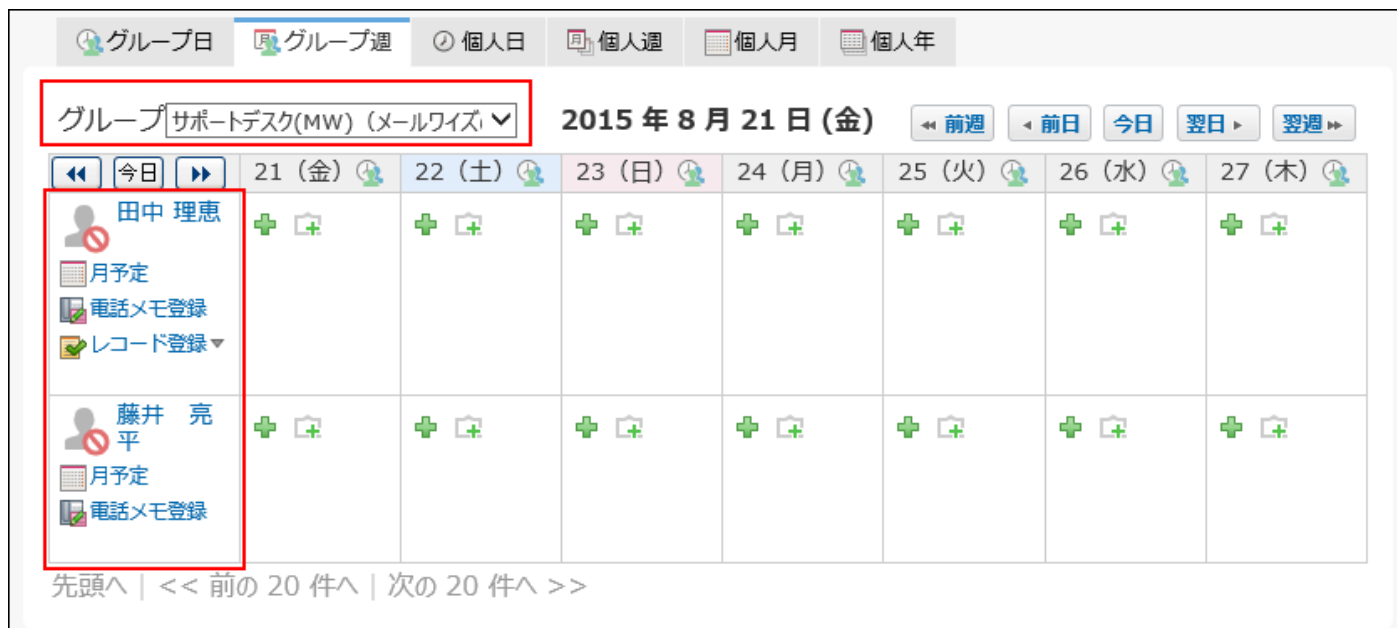 グループ日 グループ週 個人日 個人週 個人月 個人年
グループ サポートデスク(MW)（メールワイズ 2015 年 8 月 21 日 (金) 前週 前日 今日 翌日 翌週
今日 21（金） 22（土） 23（日） 24（月） 25（火） 26（水） 27（木）
田中 理恵
月予定
電話メモ登録
レコード登録
藤井　亮
平
月予定
電話メモ登録
先頭へ | << 前の 20 件へ | 次の 20 件へ >>